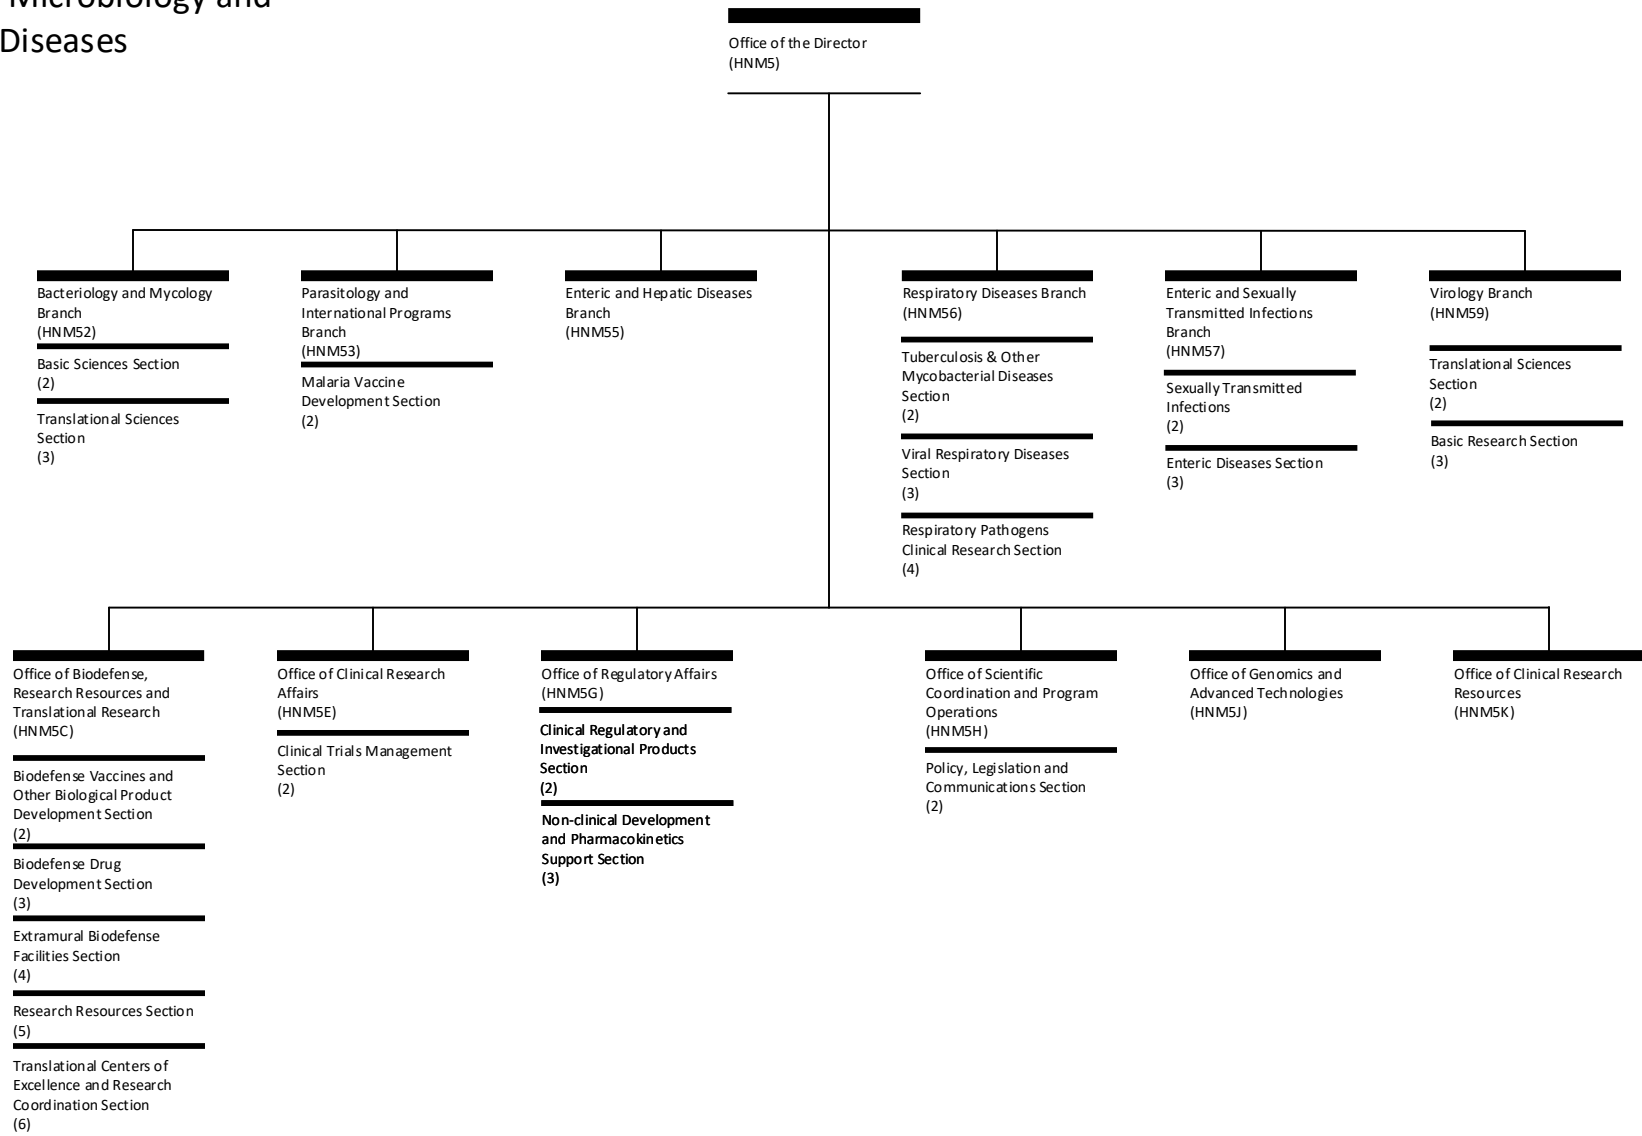 Microbiology and
Diseases
Office of the Director
(HNM5)
Bacteriology and Mycology
Branch
(HNM52)
Basic Sciences Section
(2)
Translational Sciences
Section
(3)
Parasitology and
International Programs
Branch
(HNM53)
Malaria Vaccine
Development Section
(2)
Enteric and Hepatic Diseases
Branch
(HNM55)
Respiratory Diseases Branch
(HNM56)
Tuberculosis & Other
Mycobacterial Diseases
Section
(2)
Viral Respiratory Diseases
Section
(3)
Respiratory Pathogens
Clinical Research Section
(4)
Enteric and Sexually
Transmitted Infections
Branch
(HNM57)
Sexually Transmitted
Infections
(2)
Enteric Diseases Section
(3)
Virology Branch
(HNM59)
Translational Sciences
Section
(2)
Basic Research Section
(3)
Office of Biodefense,
Research Resources and
Translational Research
(HNM5C)
Biodefense Vaccines and
Other Biological Product
Development Section
(2)
Biodefense Drug
Development Section
(3)
Extramural Biodefense
Facilities Section
(4)
Research Resources Section
(5)
Translational Centers of
Excellence and Research
Coordination Section
(6)
Office of Clinical Research
Affairs
(HNM5E)
Clinical Trials Management
Section
(2)
Office of Regulatory Affairs
(HNM5G)
Clinical Regulatory and
Investigational Products
Section
(2)
Non-clinical Development
and Pharmacokinetics
Support Section
(3)
Office of Scientific
Coordination and Program
Operations
(HNM5H)
Policy, Legislation and
Communications Section
(2)
Office of Genomics and
Advanced Technologies
(HNM5J)
Office of Clinical Research
Resources
(HNM5K)